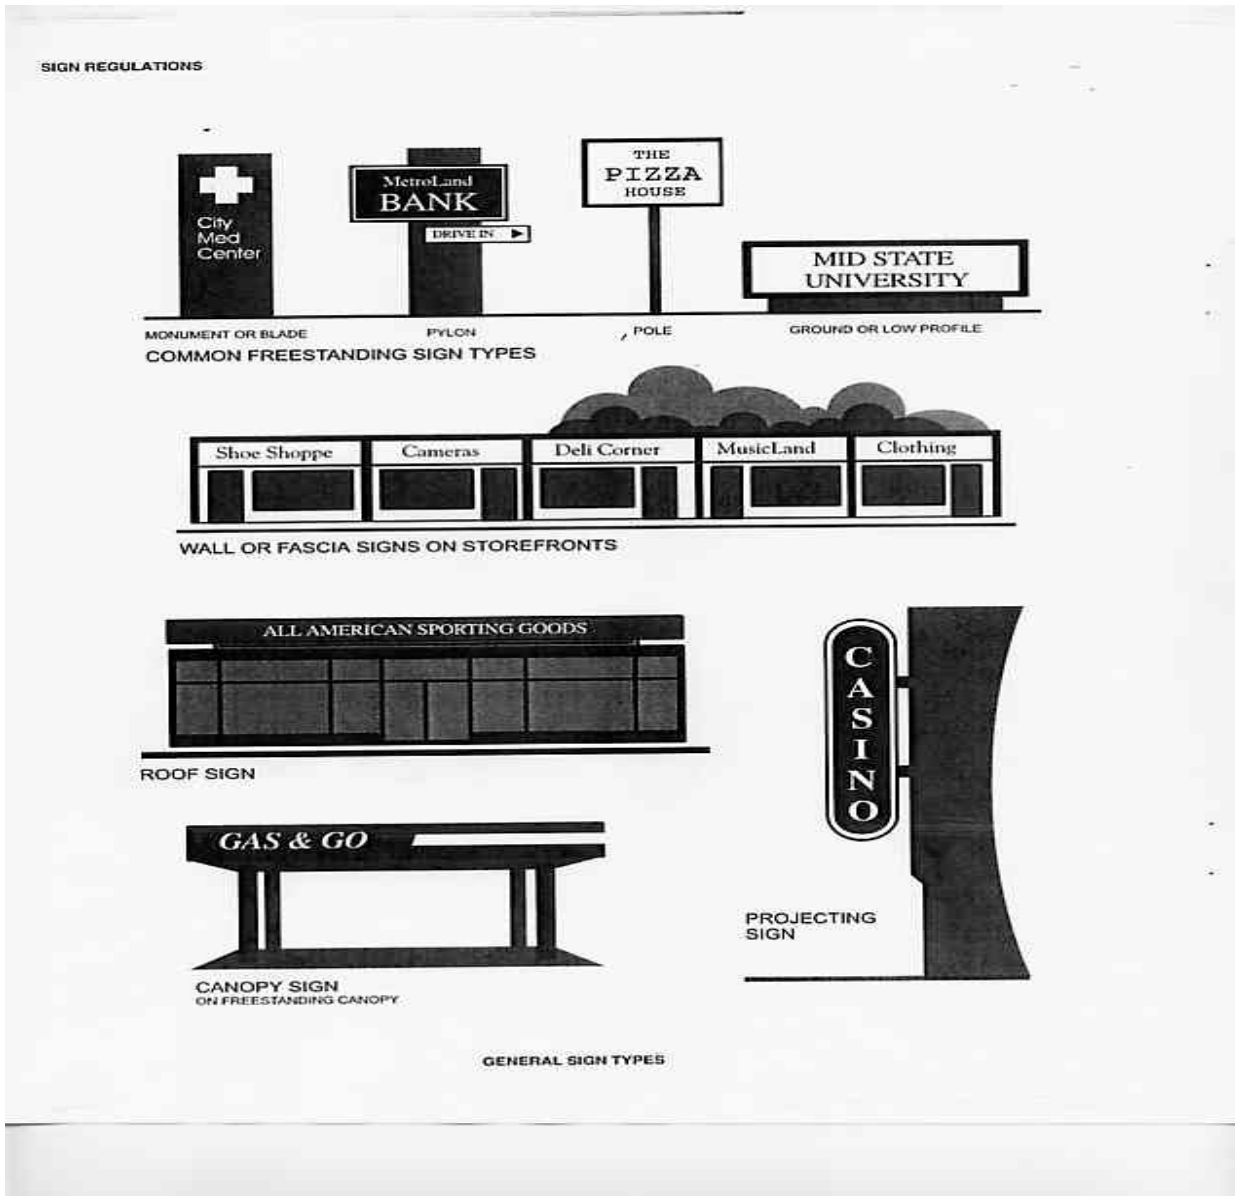 SIGN REGULATIONS
City
Med
Center
MetroLand
BANK
DRIVE IN
THE
PIZZA
HOUSE
MID STATE
UNIVERSITY
MONUMENT OR BLADE
PYLON
POLE
GROUND OR LOW PROFILE
COMMON FREESTANDING SIGN TYPES
Shoe Shoppe
Cameras
Deli Corner
MusicLand
Clothing
WALL OR FASCIA SIGNS ON STOREFRONTS
ALL AMERICAN SPORTING GOODS
ROOF SIGN
CASINO
GAS & GO
PROJECTING
SIGN
CANOPY SIGN
ON FREESTANDING CANOPY
GENERAL SIGN TYPES